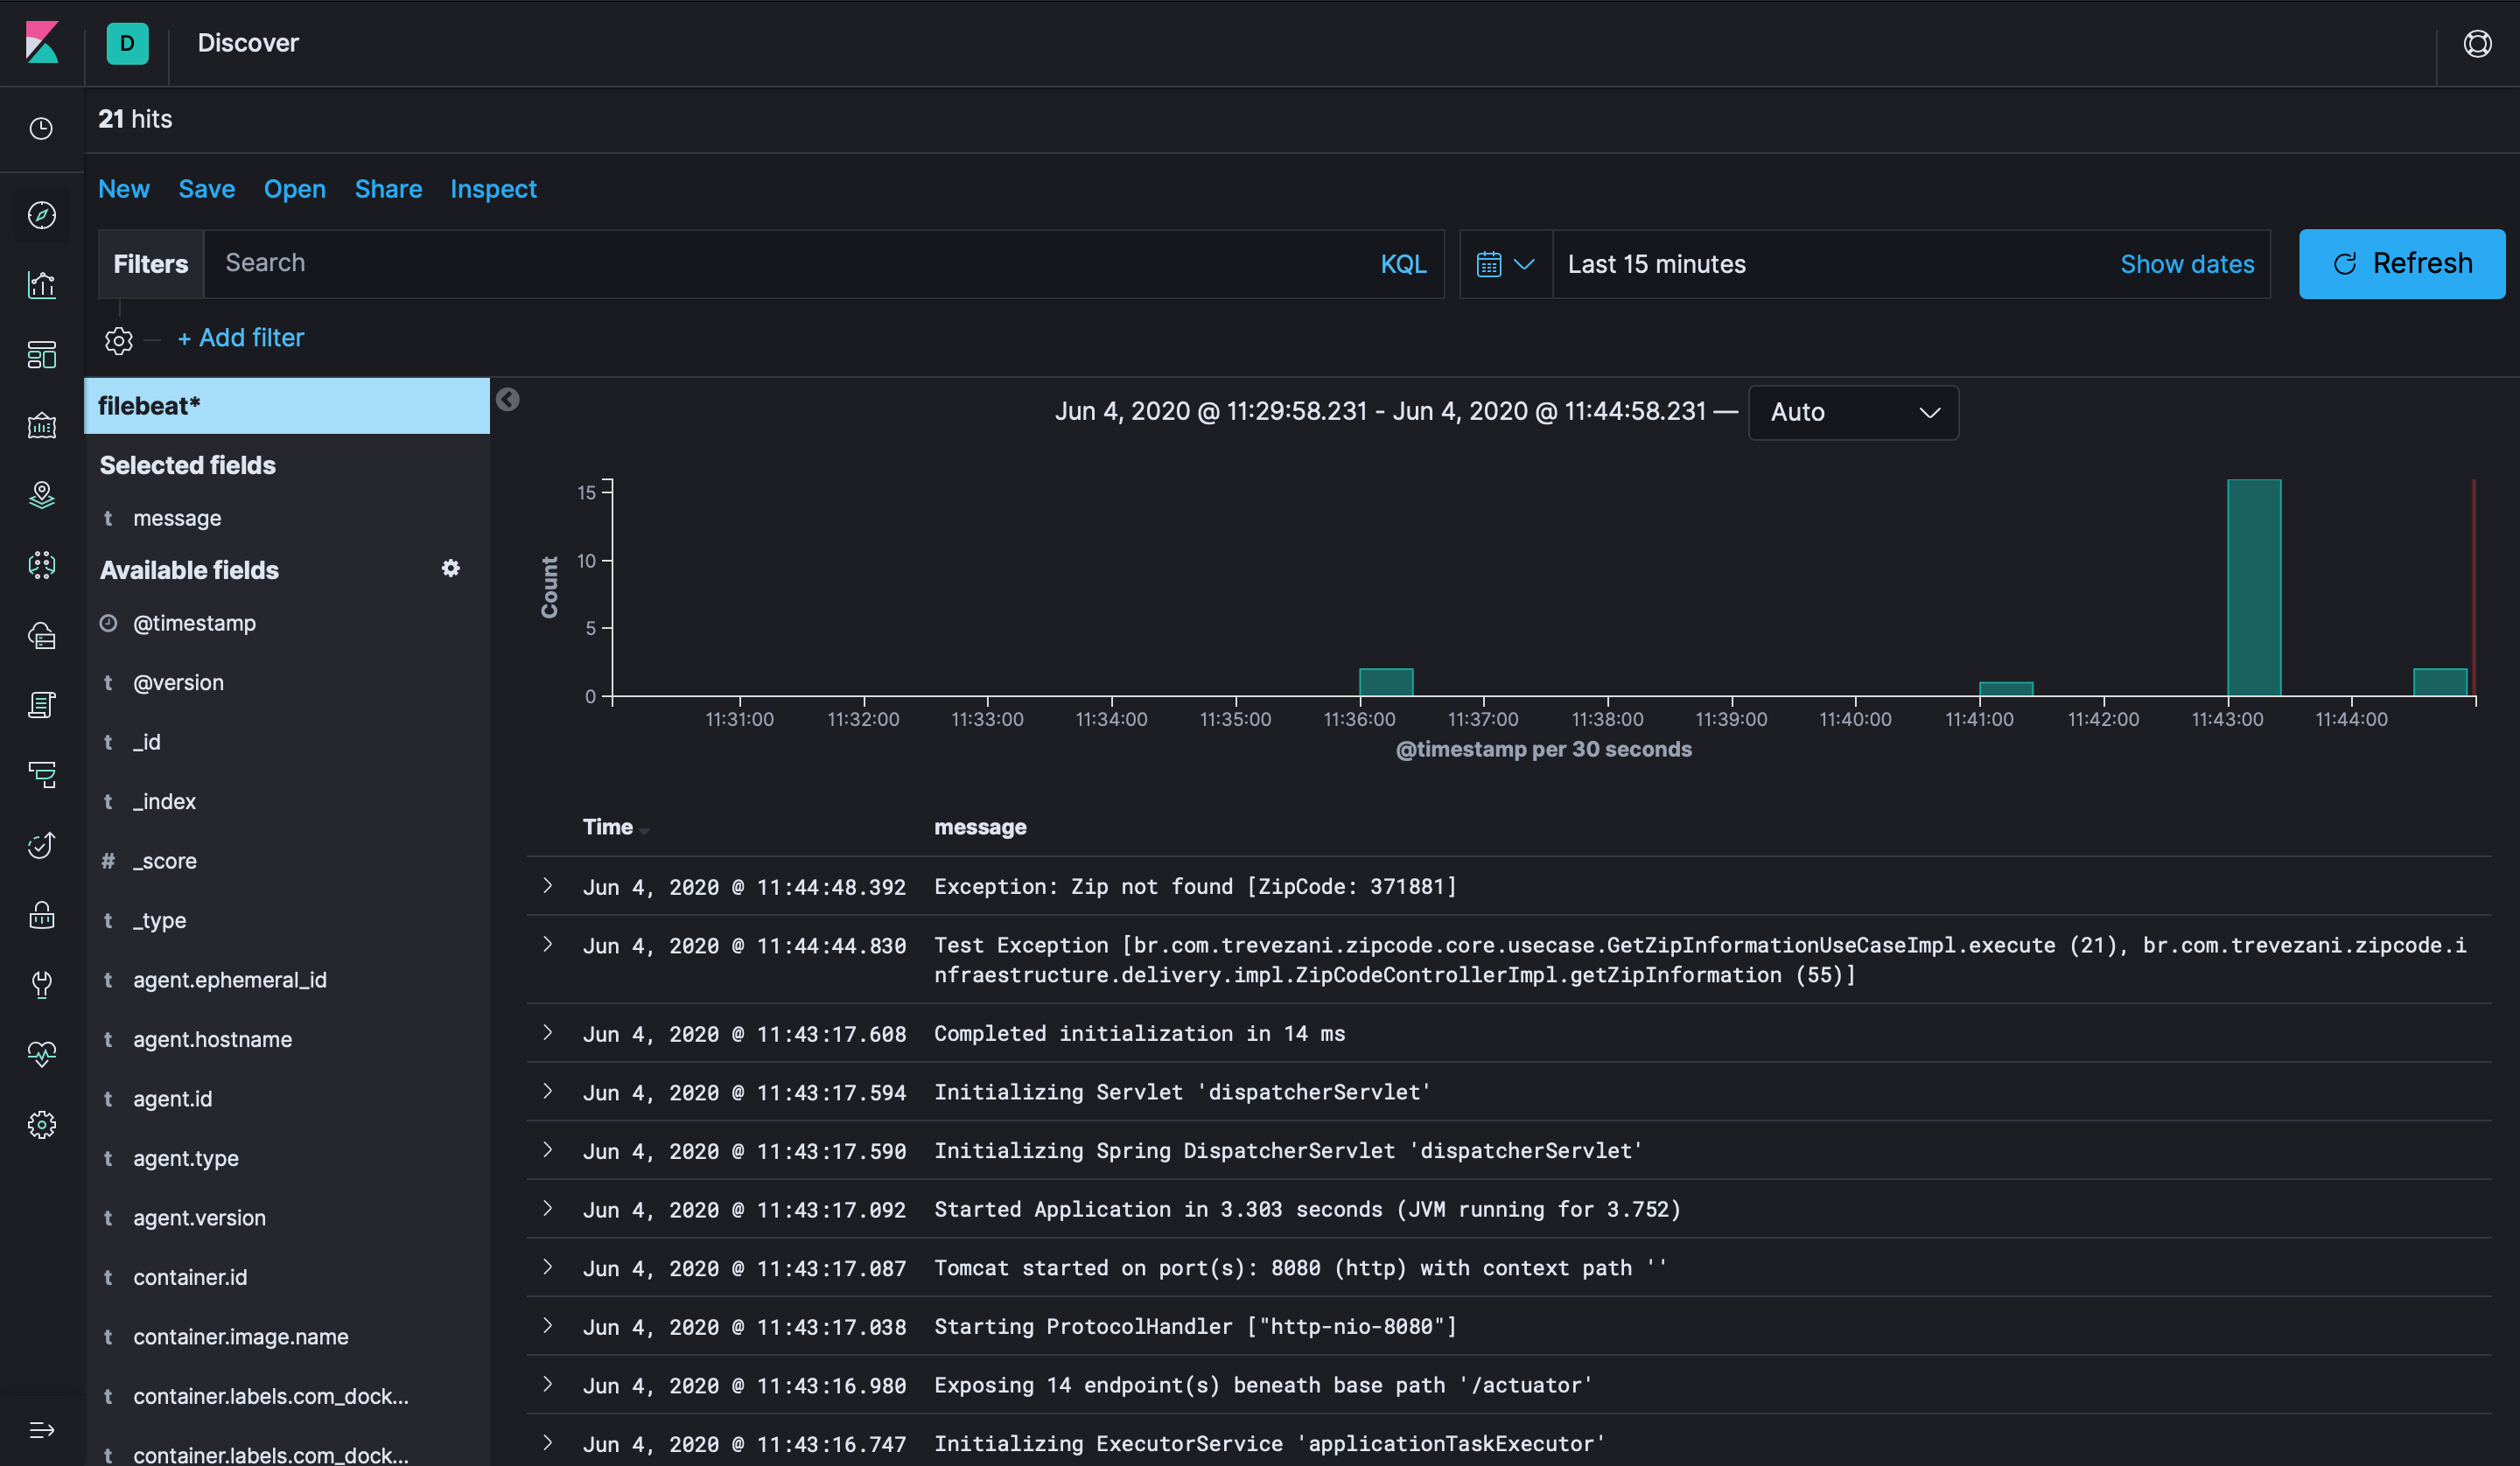 D
Discover
21 hits
New Save Open Share Inspect
Filters Search KQL Last 15 minutes Show dates Refresh
+ Add filter
filebeat*
Selected fields
t message
Available fields
@timestamp
t @version
t _id
t _index
# _score
t _type
t agent.ephemeral_id
t agent.hostname
t agent.id
t agent.type
t agent.version
t container.id
t container.image.name
t container.labels.com_dock...
t container.labels.com_dock...
Jun 4, 2020 @ 11:29:58.231 - Jun 4, 2020 @ 11:44:58.231 — Auto
Count
15
10
5
0
11:31:00 11:32:00 11:33:00 11:34:00 11:35:00 11:36:00 11:37:00 11:38:00 11:39:00 11:40:00 11:41:00 11:42:00 11:43:00 11:44:00
@timestamp per 30 seconds
Time message
Jun 4, 2020 @ 11:44:48.392 Exception: Zip not found [ZipCode: 371881]
Jun 4, 2020 @ 11:44:44.830 Test Exception [br.com.trevezani.zipcode.core.usecase.GetZipInformationUseCaseImpl.execute (21), br.com.trevezani.zipcode.i
nfraestructure.delivery.impl.ZipCodeControllerImpl.getZipInformation (55)]
Jun 4, 2020 @ 11:43:17.608 Completed initialization in 14 ms
Jun 4, 2020 @ 11:43:17.594 Initializing Servlet 'dispatcherServlet'
Jun 4, 2020 @ 11:43:17.590 Initializing Spring DispatcherServlet 'dispatcherServlet'
Jun 4, 2020 @ 11:43:17.092 Started Application in 3.303 seconds (JVM running for 3.752)
Jun 4, 2020 @ 11:43:17.087 Tomcat started on port(s): 8080 (http) with context path ''
Jun 4, 2020 @ 11:43:17.038 Starting ProtocolHandler ["http-nio-8080"]
Jun 4, 2020 @ 11:43:16.980 Exposing 14 endpoint(s) beneath base path '/actuator'
Jun 4, 2020 @ 11:43:16.747 Initializing ExecutorService 'applicationTaskExecutor'